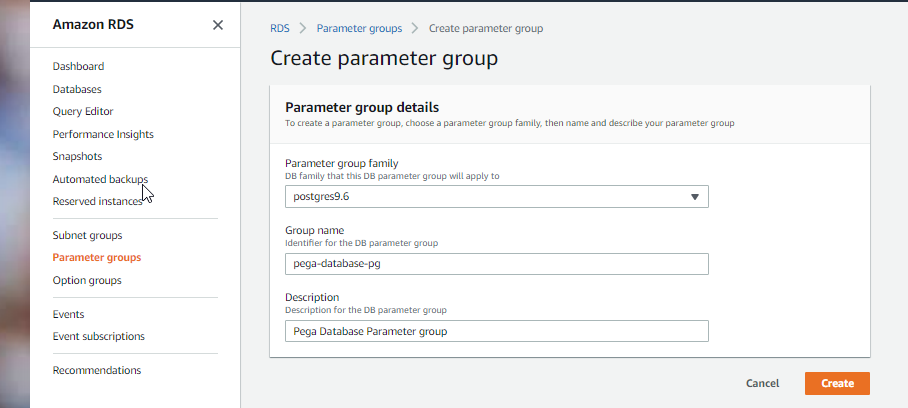 Amazon RDS
Dashboard
Databases
Query Editor
Performance Insights
Snapshots
Automated backups
Reserved instances
Subnet groups
Parameter groups
Option groups
Events
Event subscriptions
Recommendations
RDS > Parameter groups > Create parameter group
Create parameter group
Parameter group details
To create a parameter group, choose a parameter group family, then name and describe your parameter group
Parameter group family
DB family that this DB parameter group will apply to
postgres9.6
Group name
Identifier for the DB parameter group
pega-database-pg
Description
Description for the DB parameter group
Pega Database Parameter group
Cancel Create